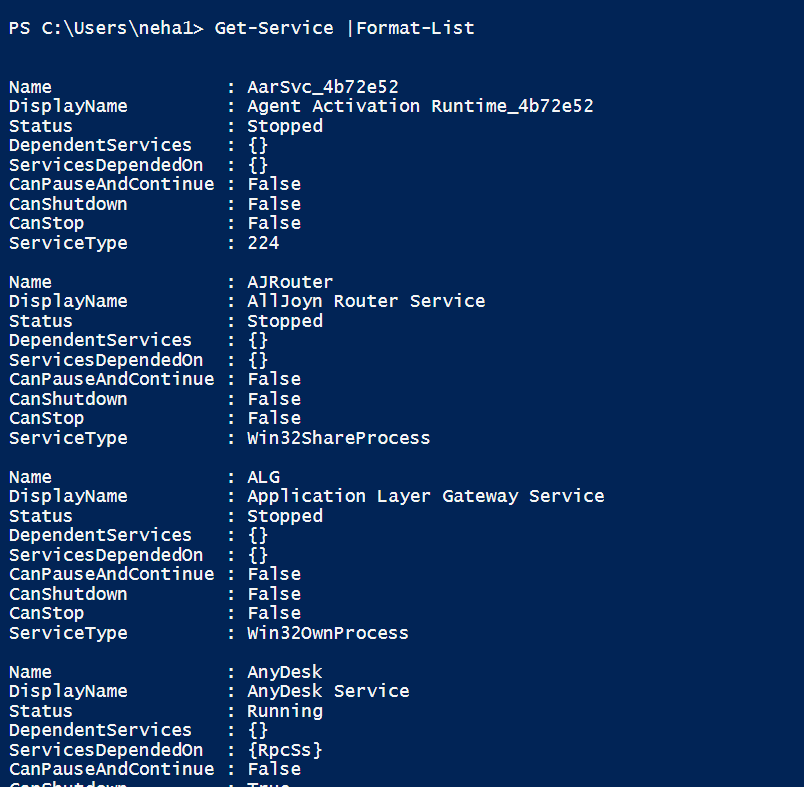 PS C:\Users\neha1> Get-Service |Format-List
Name : AarSvc_4b72e52
DisplayName : Agent Activation Runtime_4b72e52
Status : Stopped
DependentServices : {}
ServicesDependedOn : {}
CanPauseAndContinue : False
CanShutdown : False
CanStop : False
ServiceType : 224
Name : AJRouter
DisplayName : AllJoyn Router Service
Status : Stopped
DependentServices : {}
ServicesDependedOn : {}
CanPauseAndContinue : False
CanShutdown : False
CanStop : False
ServiceType : Win32ShareProcess
Name : ALG
DisplayName : Application Layer Gateway Service
Status : Stopped
DependentServices : {}
ServicesDependedOn : {}
CanPauseAndContinue : False
CanShutdown : False
CanStop : False
ServiceType : Win32OwnProcess
Name : AnyDesk
DisplayName : AnyDesk Service
Status : Running
DependentServices : {}
ServicesDependedOn : {RpcSs}
CanPauseAndContinue : False
CanShutdown : True